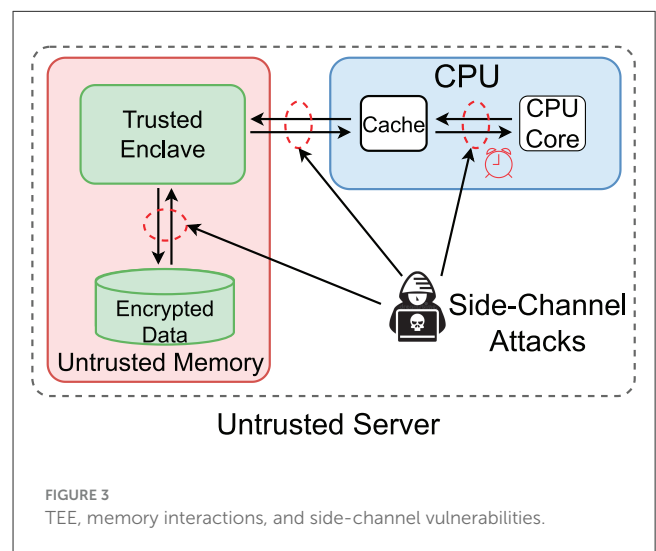 CPU
Trusted
Enclave
Cache
CPU
Core
Encrypted
Data
Untrusted Memory
Side-Channel
Attacks
Untrusted Server
FIGURE 3
TEE, memory interactions, and side-channel vulnerabilities.